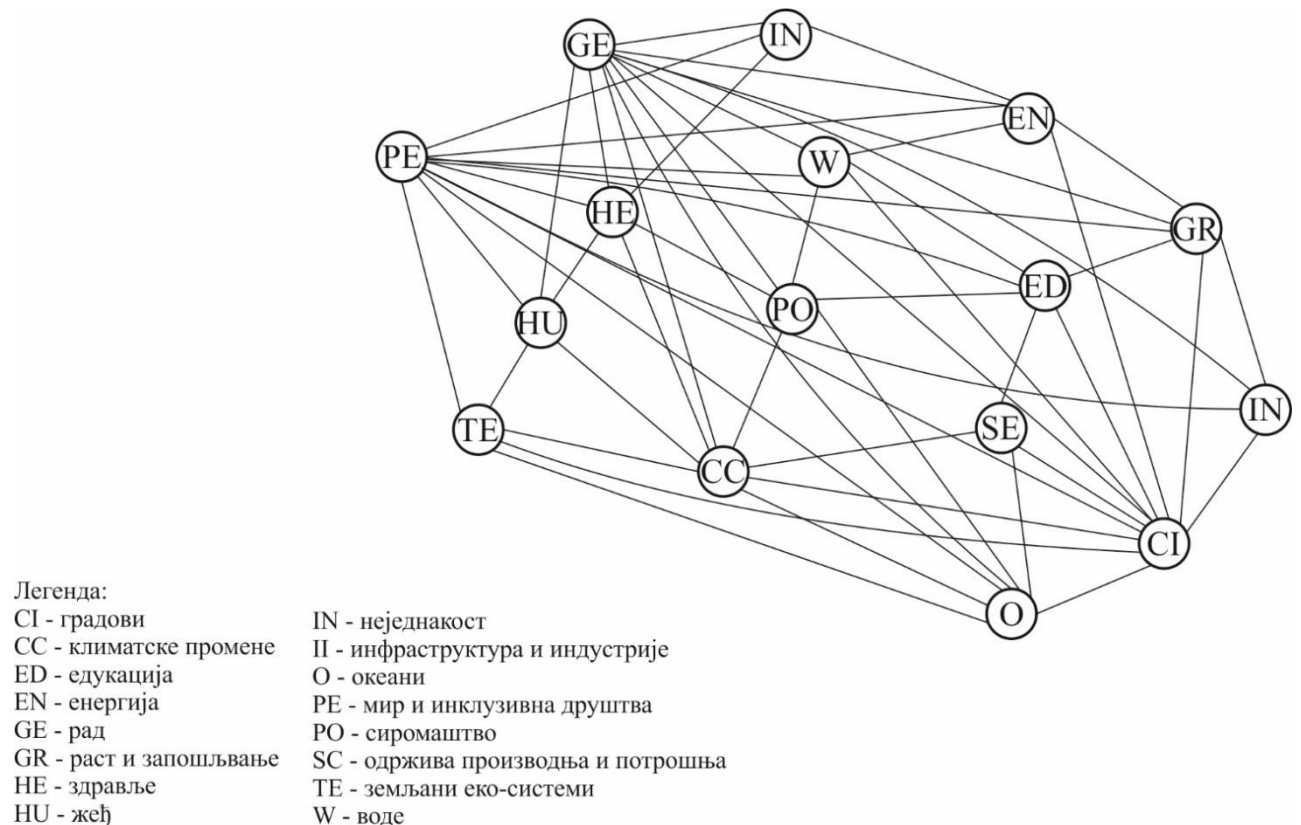 GE
IN
EN
PE
W
HE
GR
ED
PO
HU
IN
TE
SE
CC
CI
O
Легенда:
CI - градови
CC - климатске промене
ED - едукација
EN - енергија
GE - рад
GR - раст и запошљавање
HE - здравље
HU - жеђ
IN - неједнакост
II - инфраструктура и индустрије
O - океани
PE - мир и инклузивна друштва
PO - сиромаштво
SC - одржива производња и потрошња
TE - земљани еко-системи
W - воде